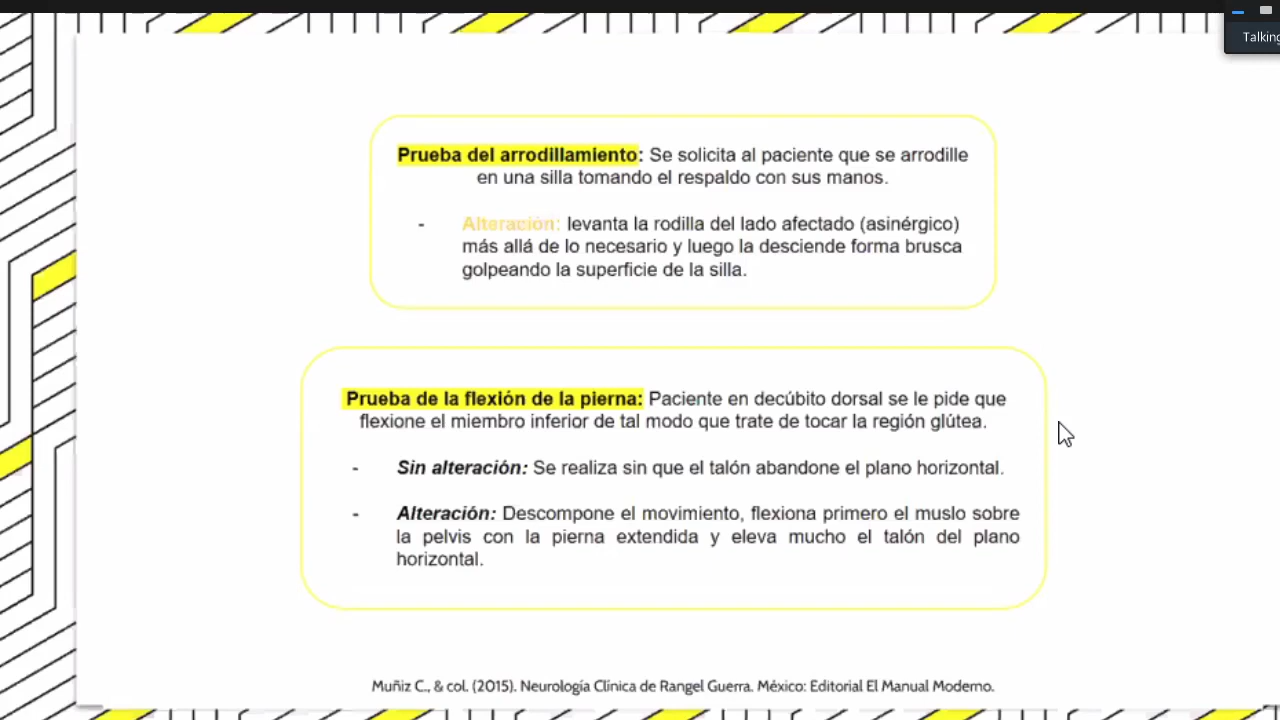 Talking
Prueba del arrodillamiento: Se solicita al paciente que se arrodille
en una silla tomando el respaldo con sus manos.
- Alteración: levanta la rodilla del lado afectado (asinérgico)
más allá de lo necesario y luego la desciende forma brusca
golpeando la superficie de la silla.
Prueba de la flexión de la pierna: Paciente en decúbito dorsal se le pide que
flexione el miembro inferior de tal modo que trate de tocar la región glútea.
- Sin alteración: Se realiza sin que el talón abandone el plano horizontal.
- Alteración: Descompone el movimiento, flexiona primero el muslo sobre
la pelvis con la pierna extendida y eleva mucho el talón del plano
horizontal.
Muñiz C., & col. (2015). Neurología Clínica de Rangel Guerra. México: Editorial El Manual Moderno.